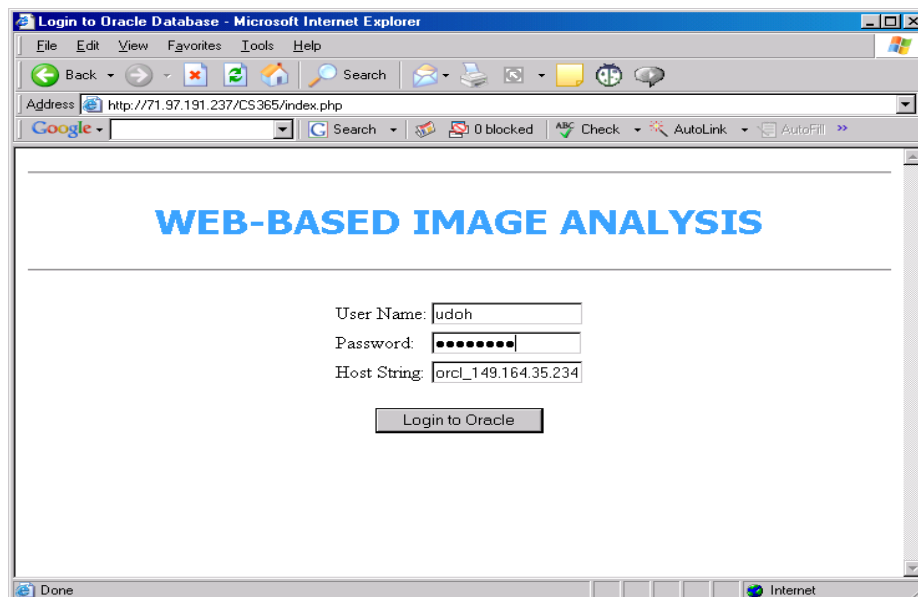 Login to Oracle Database - Microsoft Internet Explorer
File Edit View Favorites Tools Help
Back Search
Address http://71.97.191.237/CS365/index.php
Google Search 0 blocked ABC Check AutoLink AutoFill »
WEB-BASED IMAGE ANALYSIS
User Name: udoh
Password: ●●●●●●●●
Host String: orcl_149.164.35.234
Login to Oracle
Done Internet